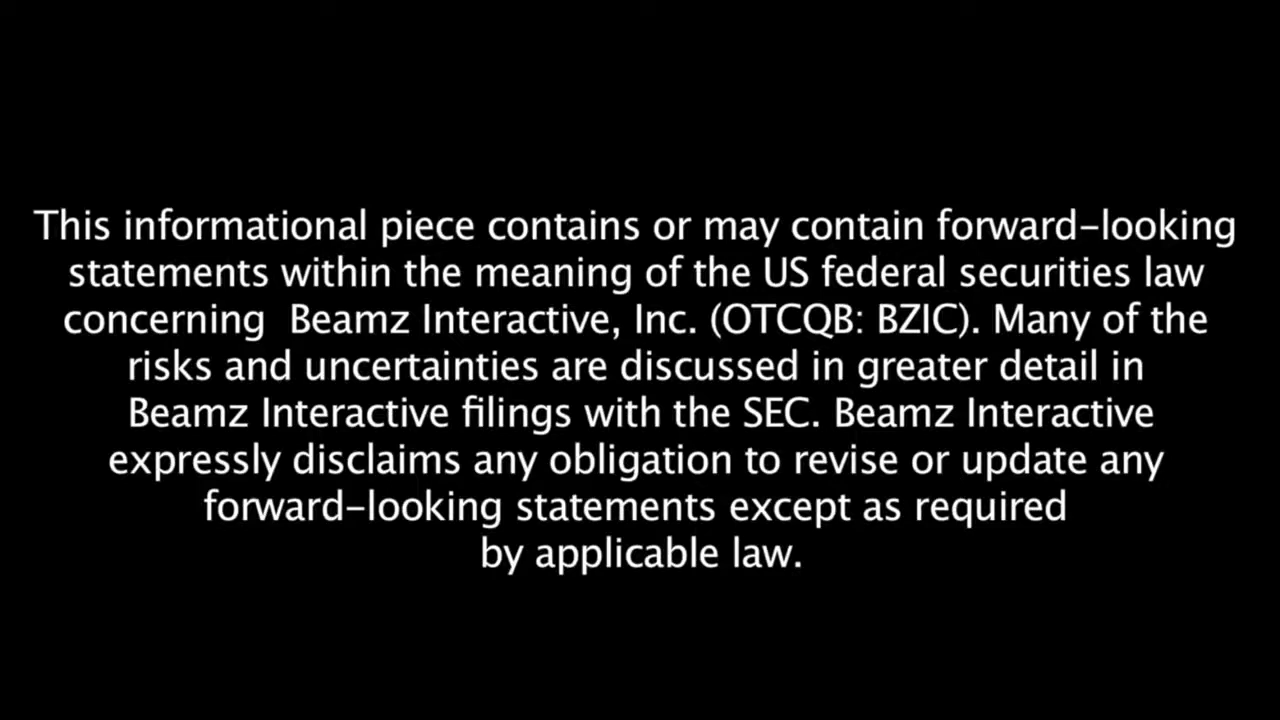 This informational piece contains or may contain forward-looking
statements within the meaning of the US federal securities law
concerning  Beamz Interactive, Inc. (OTCQB: BZIC). Many of the
risks and uncertainties are discussed in greater detail in
Beamz Interactive filings with the SEC. Beamz Interactive
expressly disclaims any obligation to revise or update any
forward-looking statements except as required
by applicable law.